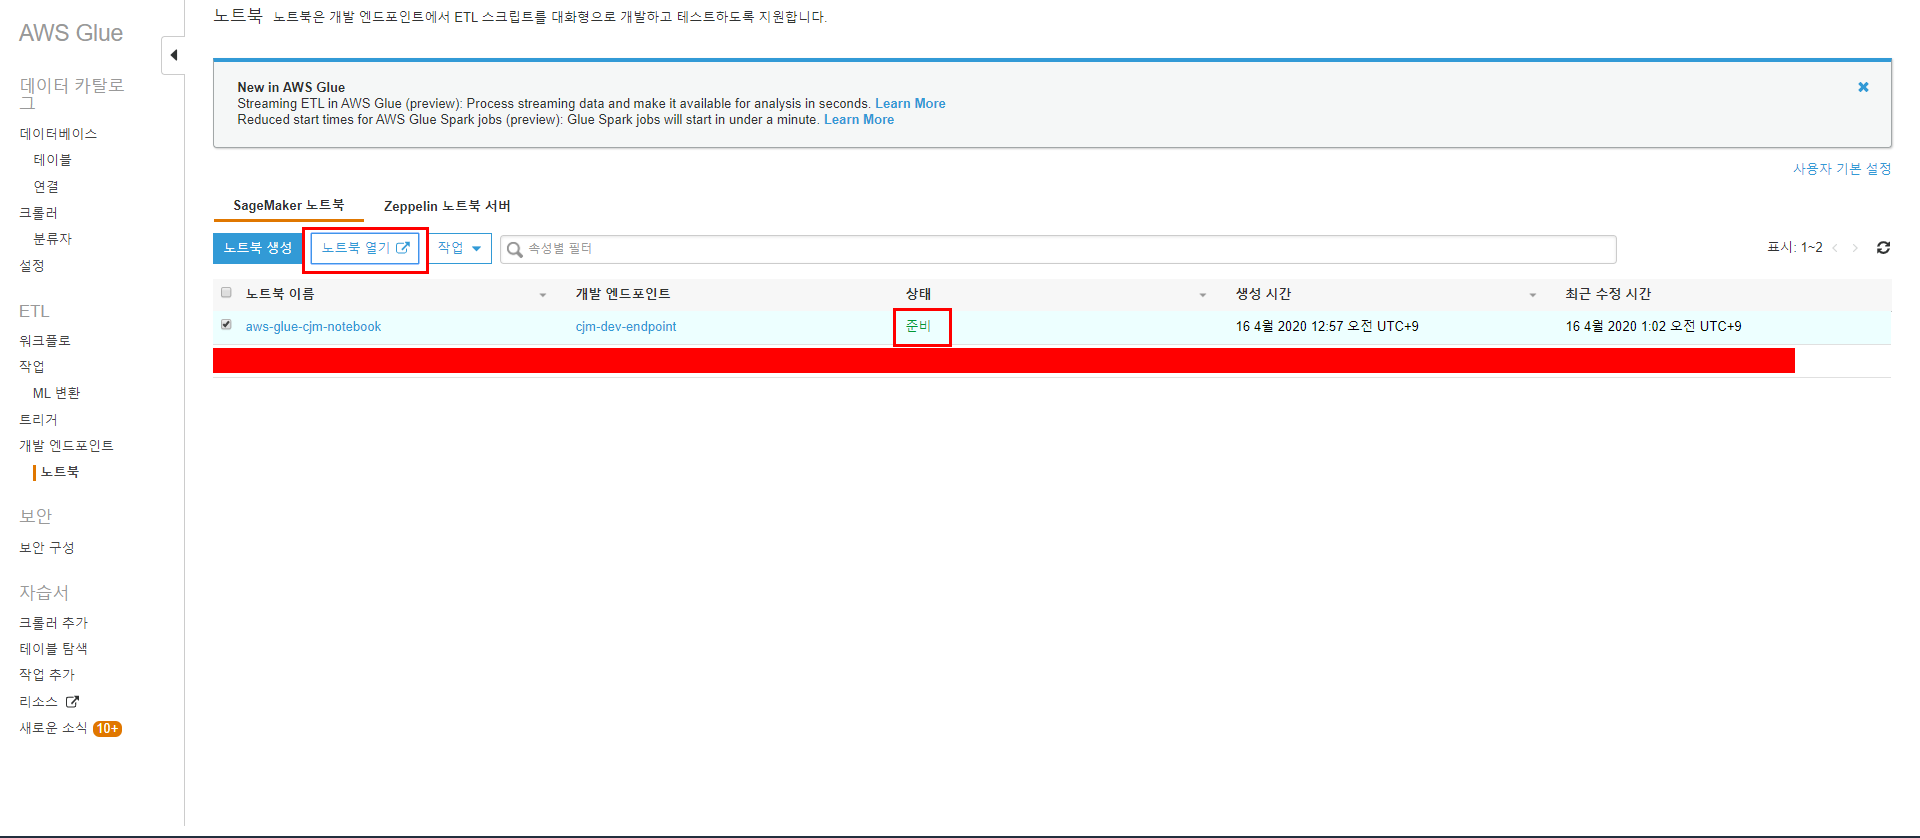 AWS Glue
데이터 카탈로
그
데이터베이스
테이블
연결
크롤러
분류자
설정
ETL
워크플로
작업
ML 변환
트리거
개발 엔드포인트
노트북
보안
보안 구성
자습서
크롤러 추가
테이블 탐색
작업 추가
리소스
새로운 소식 10+
노트북 노트북은 개발 엔드포인트에서 ETL 스크립트를 대화형으로 개발하고 테스트하도록 지원합니다.
New in AWS Glue
Streaming ETL in AWS Glue (preview): Process streaming data and make it available for analysis in seconds. Learn More
Reduced start times for AWS Glue Spark jobs (preview): Glue Spark jobs will start in under a minute. Learn More
사용자 기본 설정
SageMaker 노트북 Zeppelin 노트북 서버
노트북 생성 노트북 열기 작업 속성별 필터 표시: 1~2
노트북 이름 개발 엔드포인트 상태 생성 시간 최근 수정 시간
aws-glue-cjm-notebook cjm-dev-endpoint 준비 16 4월 2020 12:57 오전 UTC+9 16 4월 2020 1:02 오전 UTC+9